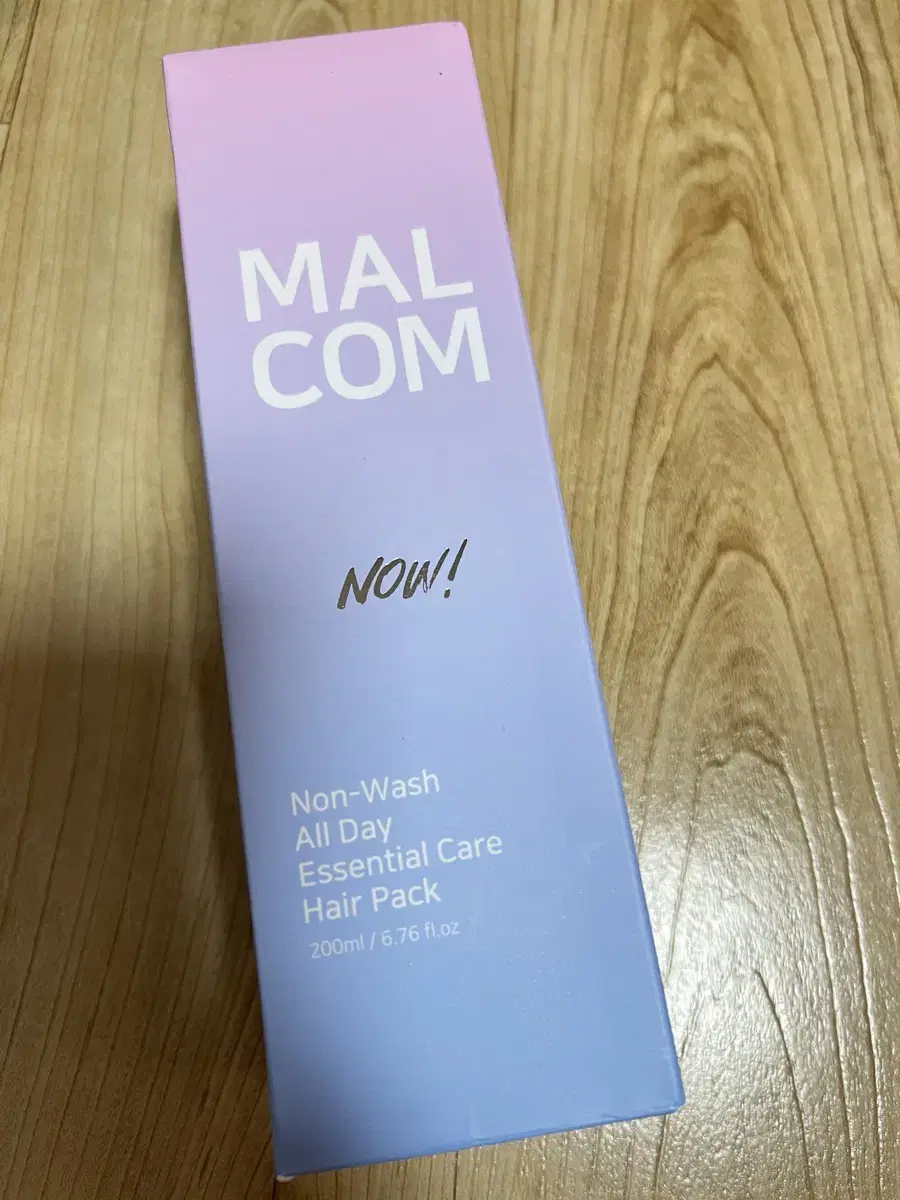 MAL
COM
NOW!
Non-Wash
All Day
Essential Care
Hair Pack
200ml / 6.76 fl.oz